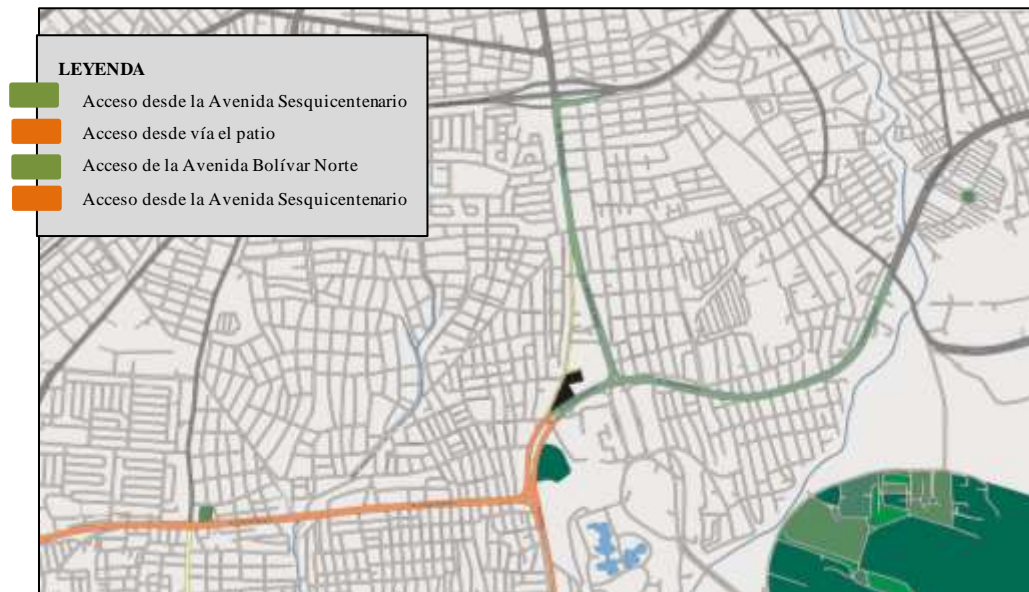 LEYENDA
Acceso desde la Avenida Sesquicentenario
Acceso desde vía el patio
Acceso de la Avenida Bolívar Norte
Acceso desde la Avenida Sesquicentenario